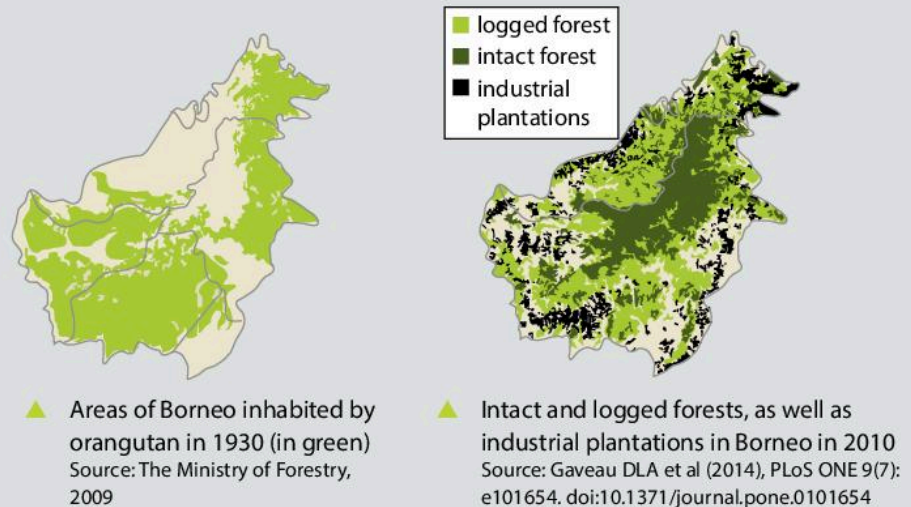 logged forest
intact forest
industrial
plantations
▲ Areas of Borneo inhabited by
orangutan in 1930 (in green)
Source: The Ministry of Forestry,
2009
▲ Intact and logged forests, as well as
industrial plantations in Borneo in 2010
Source: Gaveau DLA et al (2014), PLoS ONE 9(7):
e101654. doi:10.1371/journal.pone.0101654